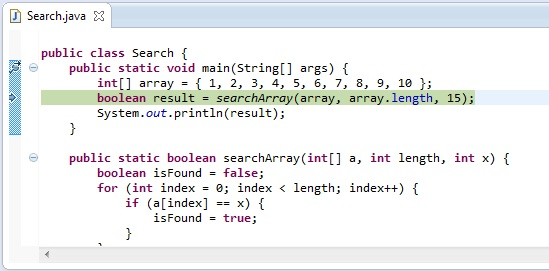 Search.java
public class Search {
public static void main(String[] args) {
int[] array = { 1, 2, 3, 4, 5, 6, 7, 8, 9, 10 };
boolean result = searchArray(array, array.length, 15);
System.out.println(result);
}
public static boolean searchArray(int[] a, int length, int x) {
boolean isFound = false;
for (int index = 0; index < length; index++) {
if (a[index] == x) {
isFound = true;
}